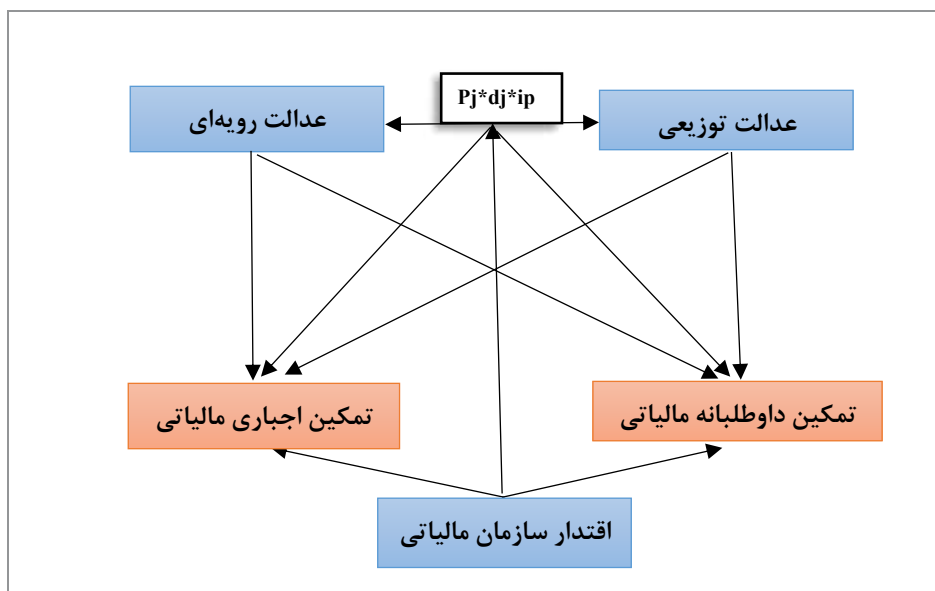 Pj*dj*ip
عدالت توزیعی
عدالت رویه‌ای
تمکین داوطلبانه مالیاتی
تمکین اجباری مالیاتی
اقتدار سازمان مالیاتی